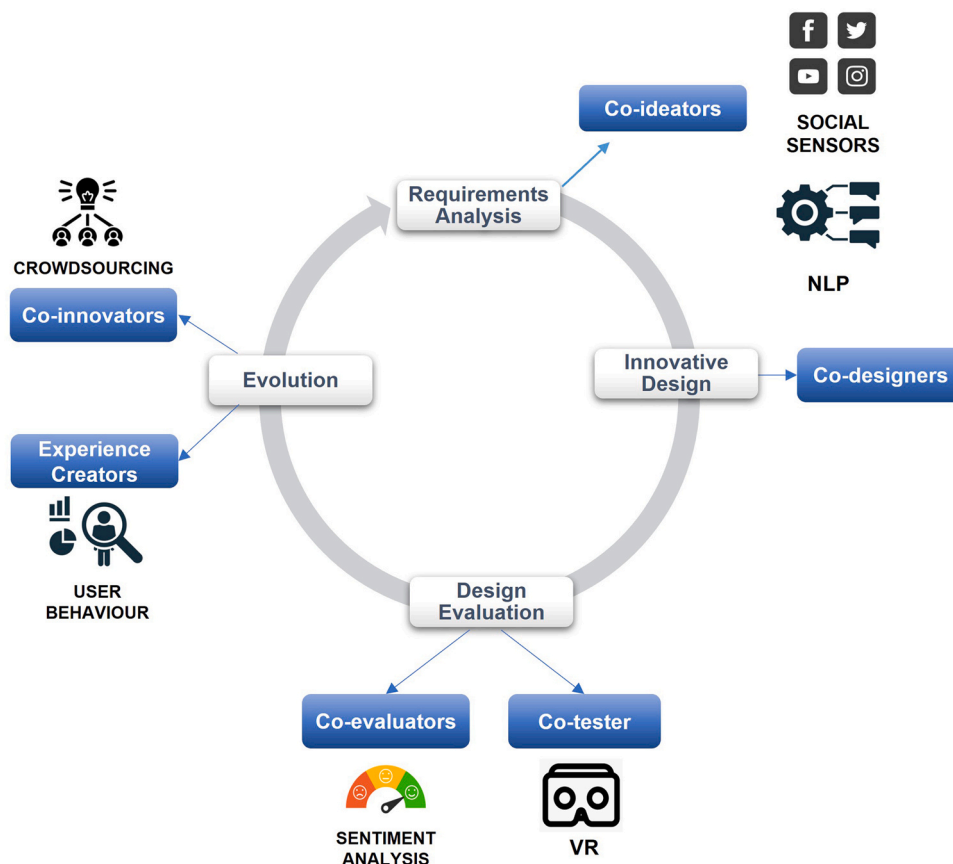 Co-ideators
SOCIAL
SENSORS
Requirements
Analysis
CROWDSOURCING
NLP
Co-innovators
Evolution
Innovative
Design
Co-designers
Experience
Creators
USER
BEHAVIOUR
Design
Evaluation
Co-evaluators
Co-tester
SENTIMENT
ANALYSIS
VR